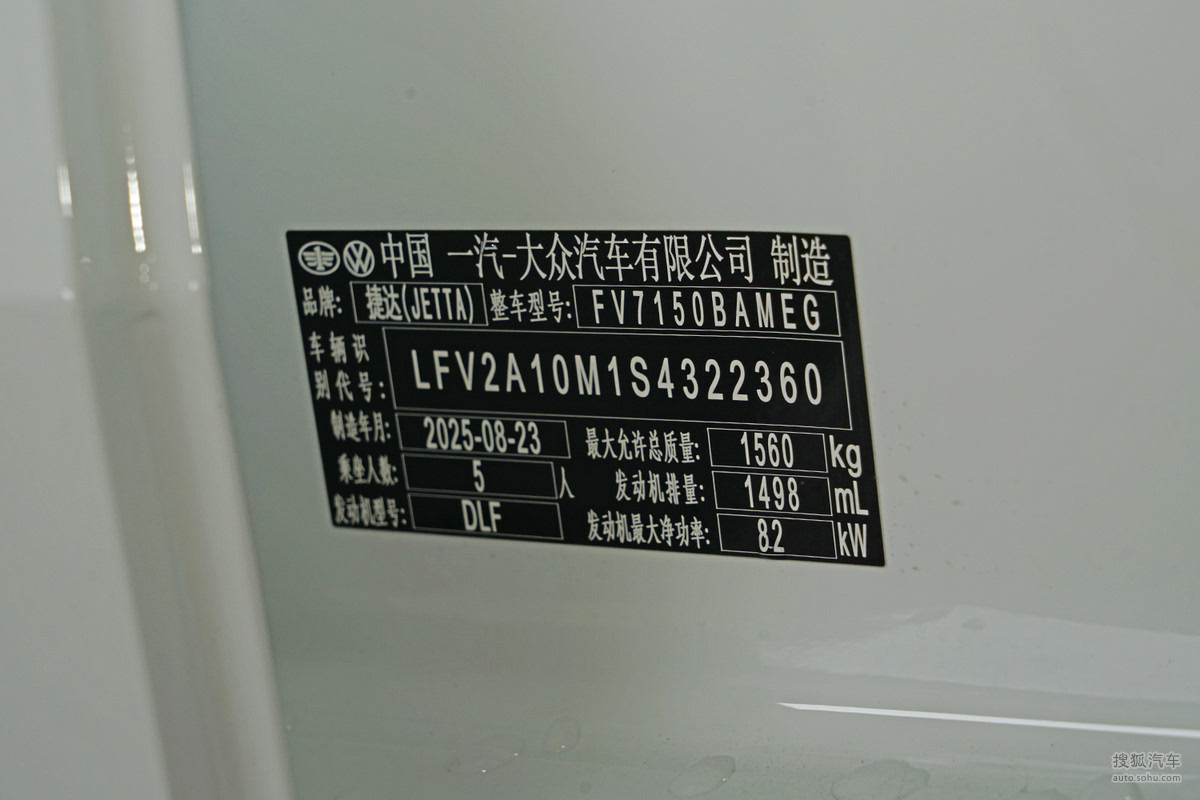 中国 一汽-大众汽车有限公司 制造
品牌: 捷达(JETTA) 整车型号: FV7150BAMEG
车辆识别代号: LFV2A10M1S4322360
制造年月: 2025-08-23 最大允许总质量: 1560 kg
乘坐人数: 5 人 发动机排量: 1498 mL
发动机型号: DLF 发动机最大净功率: 82 kW
搜狐汽车
auto.sohu.com